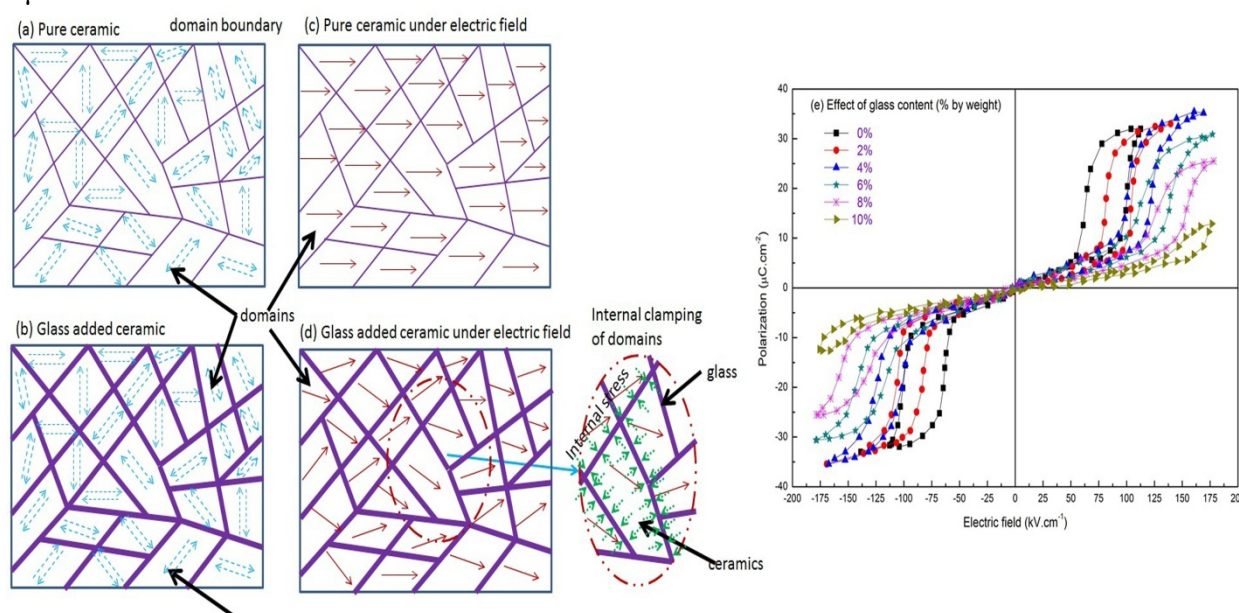 (a) Pure ceramic
domain boundary
(c) Pure ceramic under electric field
domains
(b) Glass added ceramic
(d) Glass added ceramic under electric field
Internal clamping
of domains
Internal stress
glass
ceramics
(e) Effect of glass content (% by weight)
0%
2%
4%
6%
8%
10%
Polarization (μC.cm⁻²)
40
30
20
10
0
-10
-20
-30
-40
-200 -175 -150 -125 -100 -75 -50 -25 0 25 50 75 100 125 150 175 20
Electric field (kV.cm⁻¹)